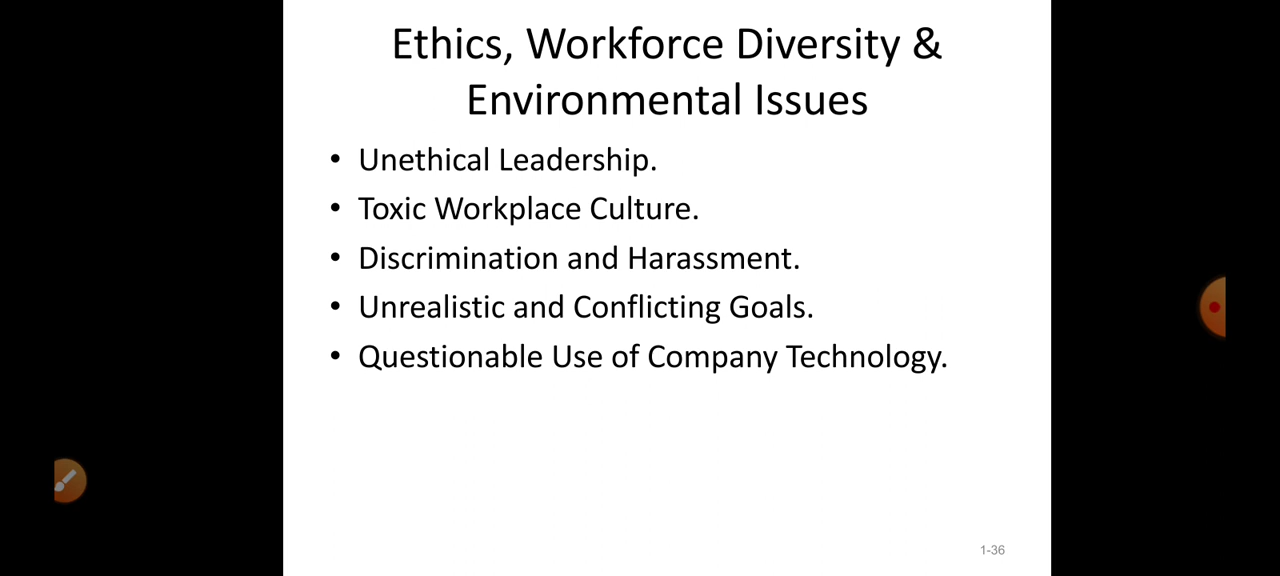 Ethics, Workforce Diversity &
Environmental Issues
• Unethical Leadership.
• Toxic Workplace Culture.
• Discrimination and Harassment.
• Unrealistic and Conflicting Goals.
• Questionable Use of Company Technology.
1-36